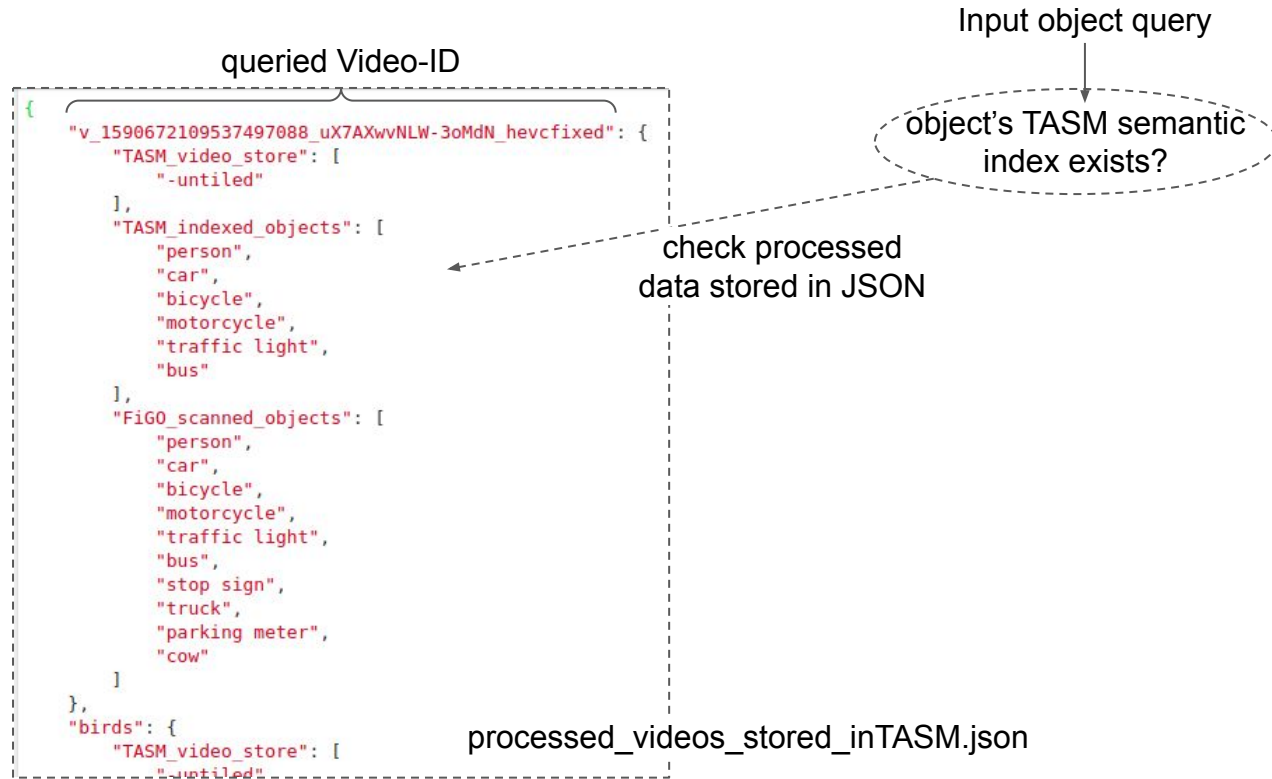 Input object query
queried Video-ID
object's TASM semantic
index exists?
check processed
data stored in JSON
{
"v_1590672109537497088_uX7AXwvNLW-3oMdN_hevcfixed": {
"TASM_video_store": [
"-untiled"
],
"TASM_indexed_objects": [
"person",
"car",
"bicycle",
"motorcycle",
"traffic light",
"bus"
],
"FiGO_scanned_objects": [
"person",
"car",
"bicycle",
"motorcycle",
"traffic light",
"bus",
"stop sign",
"truck",
"parking meter",
"cow"
]
},
"birds": {
"TASM_video_store": [
"-untiled"
processed_videos_stored_inTASM.json